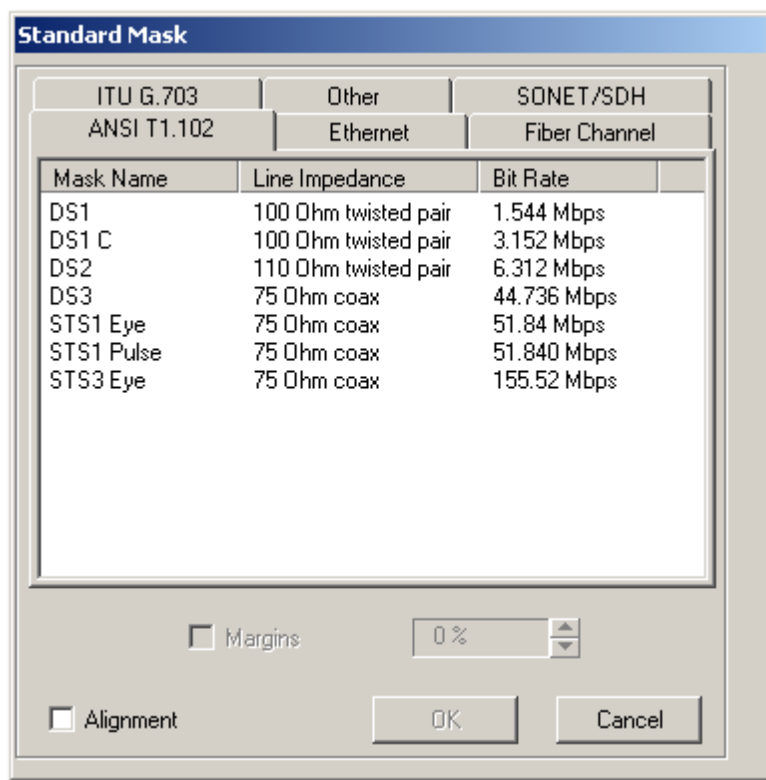 Standard Mask
ITU G.703 Other SONET/SDH
ANSI T1.102 Ethernet Fiber Channel
Mask Name Line Impedance Bit Rate
DS1 100 Ohm twisted pair 1.544 Mbps
DS1 C 100 Ohm twisted pair 3.152 Mbps
DS2 110 Ohm twisted pair 6.312 Mbps
DS3 75 Ohm coax 44.736 Mbps
STS1 Eye 75 Ohm coax 51.84 Mbps
STS1 Pulse 75 Ohm coax 51.840 Mbps
STS3 Eye 75 Ohm coax 155.52 Mbps
Margins 0 %
Alignment OK Cancel